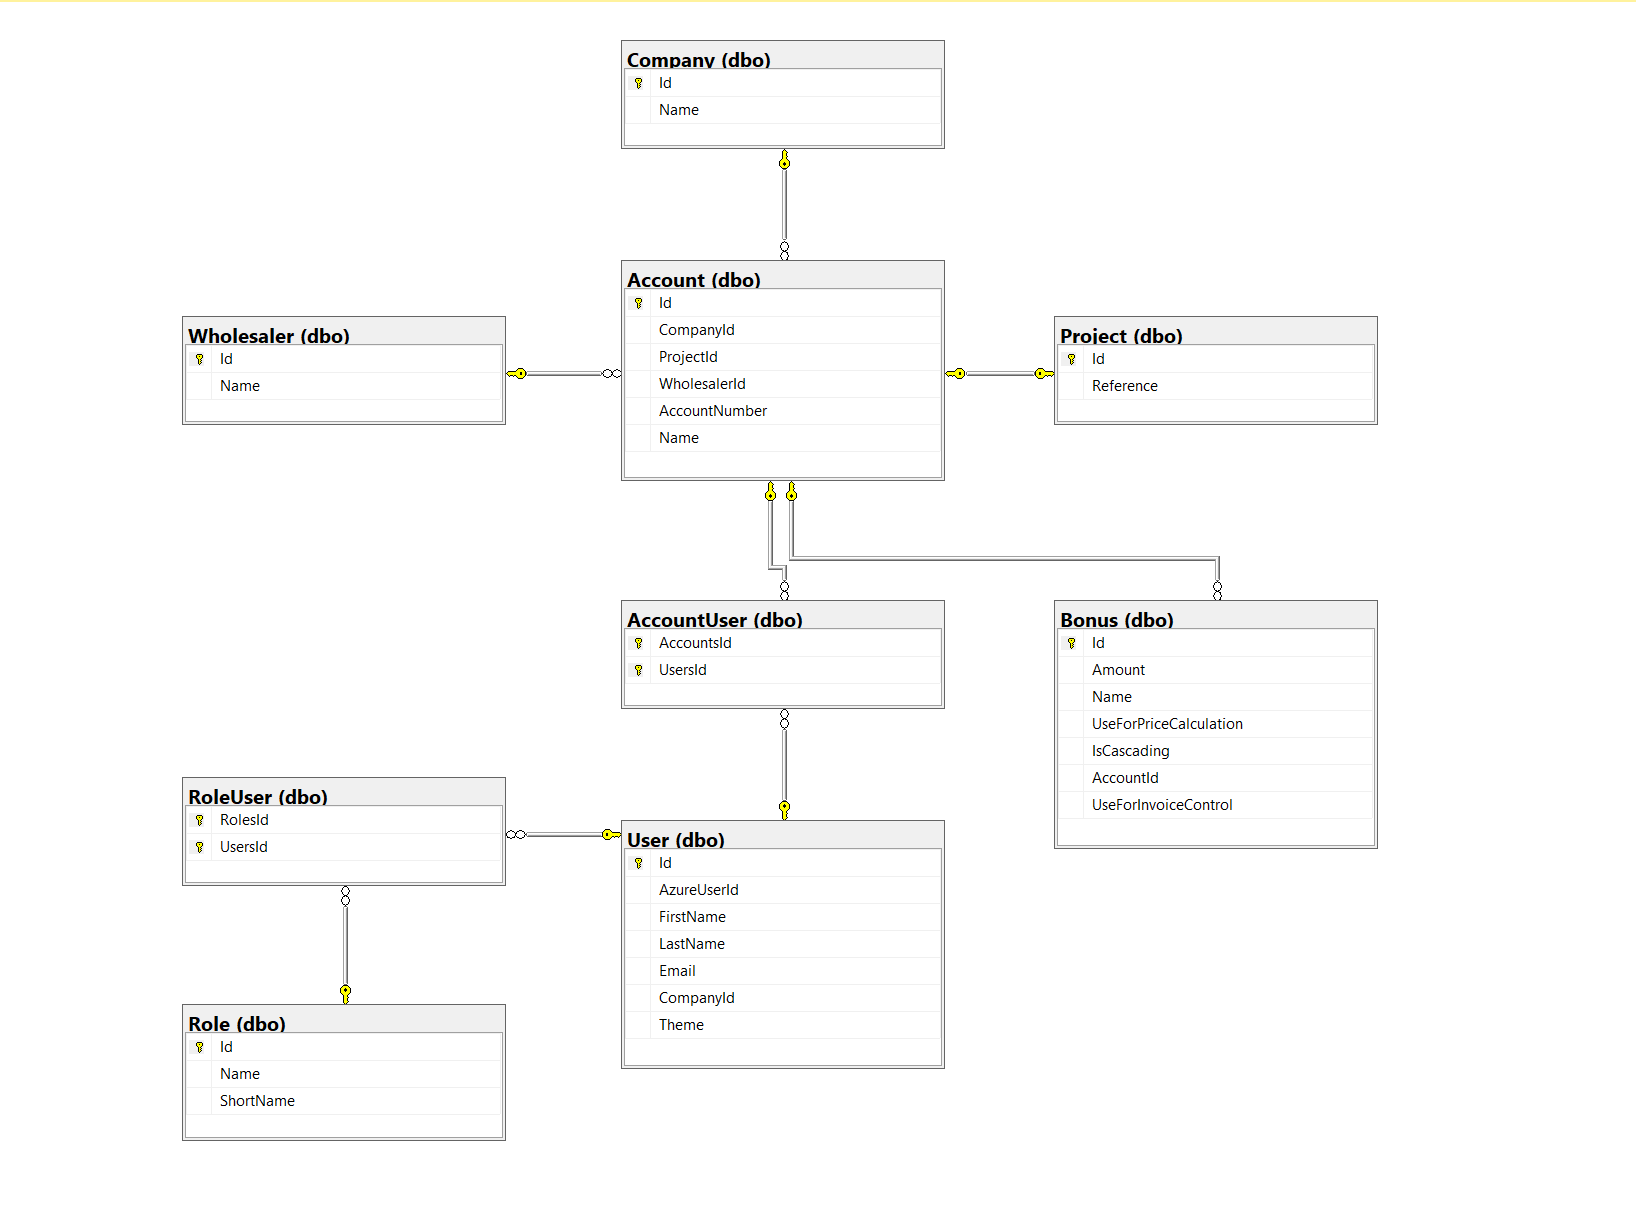 Company (dbo)
Id
Name
Account (dbo)
Id
CompanyId
ProjectId
WholesalerId
AccountNumber
Name
Wholesaler (dbo)
Id
Name
Project (dbo)
Id
Reference
AccountUser (dbo)
AccountsId
UsersId
Bonus (dbo)
Id
Amount
Name
UseForPriceCalculation
IsCascading
AccountId
UseForInvoiceControl
RoleUser (dbo)
RolesId
UsersId
User (dbo)
Id
AzureUserId
FirstName
LastName
Email
CompanyId
Theme
Role (dbo)
Id
Name
ShortName